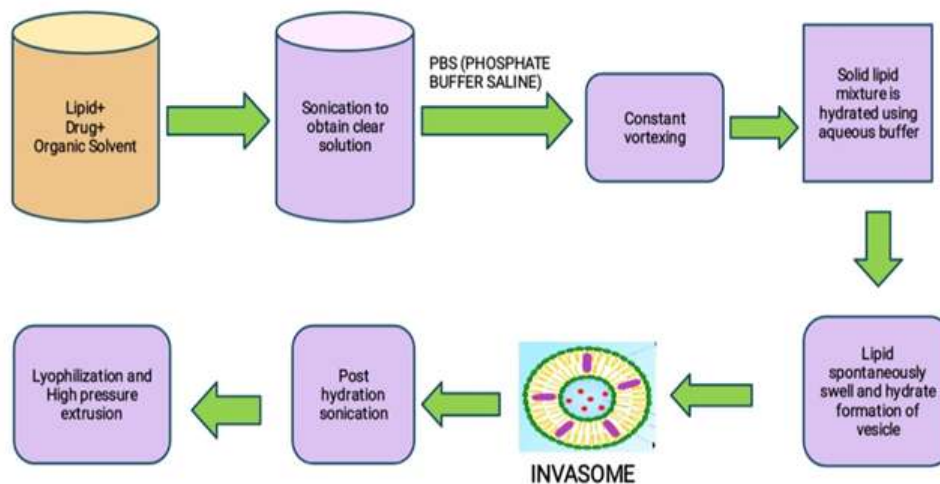 Lipid+
Drug+
Organic Solvent
Sonication to
obtain clear
solution
PBS (PHOSPHATE
BUFFER SALINE)
Constant
vortexing
Solid lipid
mixture is
hydrated using
aqueous buffer
Lipid
spontaneously
swell and hydrate
formation of
vesicle
INVASOME
Post
hydration
sonication
Lyophilization and
High pressure
extrusion